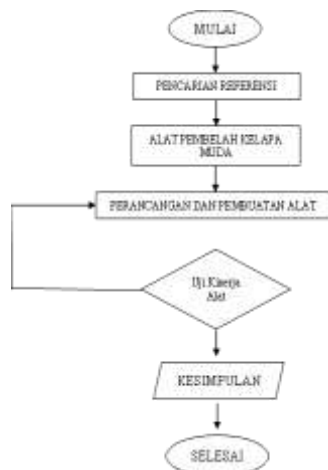 MULAI
PENCARIAN REFERENSI
ALAT PEMBELAH KELAPA
MUDA
PERANCANGAN DAN PEMBUATAN ALAT
Uji Kinerja
Alat
KESIMPULAN
SELESAI